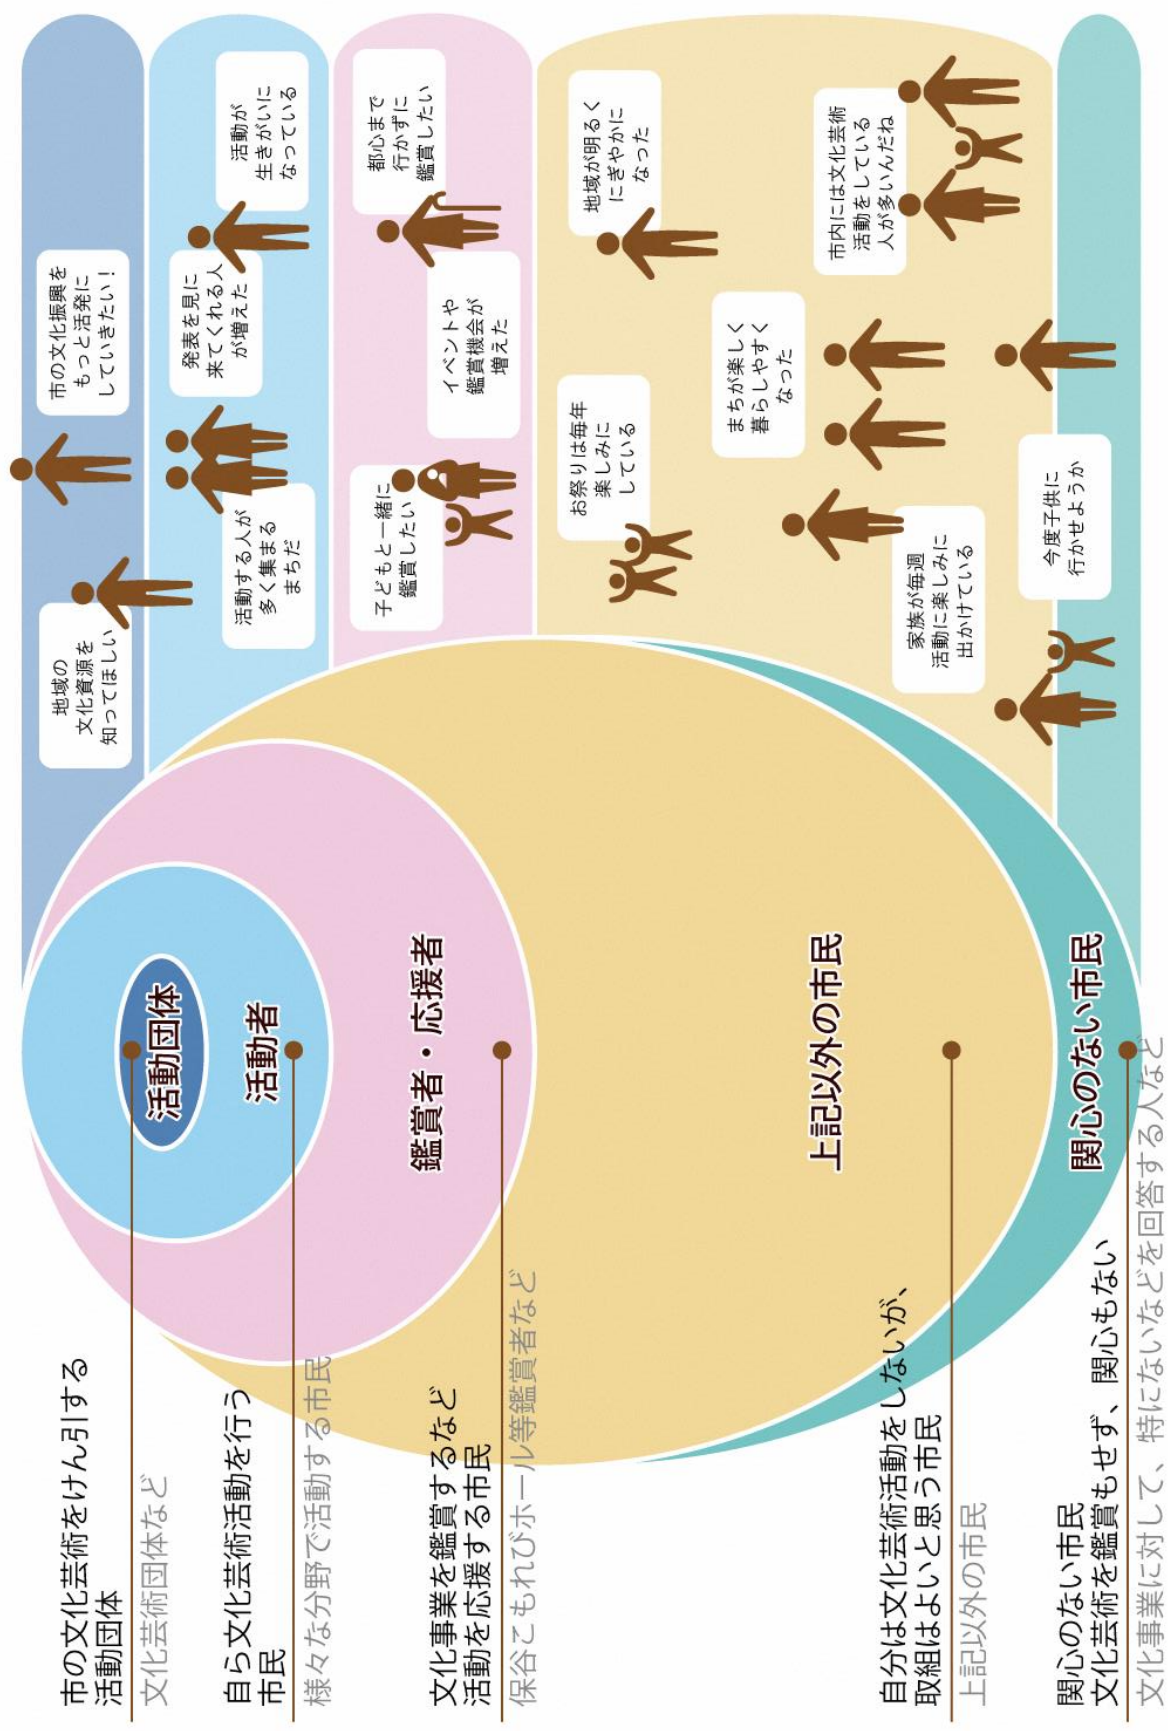 市の文化芸術をけん引する
活動団体
文化芸術団体など
自ら文化芸術活動を行う
市民
様々な分野で活動する市民
文化事業を鑑賞するなど
活動を応援する市民
保谷こもれびホール等鑑賞者など
自分は文化芸術活動をしないが、
取組はよいと思う市民
上記以外の市民
関心のない市民
文化芸術を鑑賞もせず、関心もない
文化事業に対して、特にないなどを回答する人など
活動団体
活動者
鑑賞者・応援者
上記以外の市民
関心のない市民
地域の
文化資源を
知ってほしい
市の文化振興を
もっと活発に
していきたい！
活動する人が
多く集まる
まちだ
発表を見に
来てくれる人
が増えた
活動が
生きがいに
なっている
子どもと一緒に
鑑賞したい
イベントや
鑑賞機会が
増えた
都心まで
行かずに
鑑賞したい
お祭りは毎年
楽しみに
している
地域が明るく
にぎやかに
なった
まちが楽しく
暮らしやすく
なった
市内には文化芸術
活動をしている
人が多いんだね
家族が毎週
活動に楽しみに
出かけている
今度子供に
行かせようか